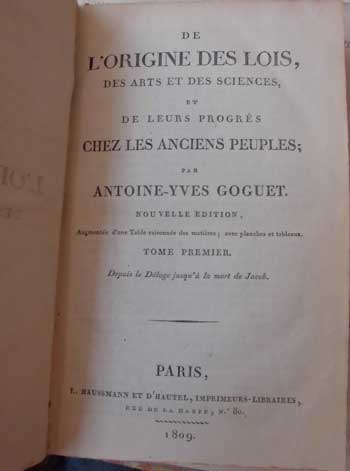 DE
L'ORIGINE DES LOIS,
DES ARTS ET DES SCIENCES,
ET
DE LEURS PROGRÈS
CHEZ LES ANCIENS PEUPLES;
PAR
ANTOINE-YVES GOGUET.
NOUVELLE EDITION,
Augmentée d'une Table raisonnée des matières; avec planches et tableaux.
TOME PREMIER.
Depuis le Déluge jusqu'à la mort de Jacob.
PARIS,
L. HAUSSMANN ET D'HAUTEL, IMPRIMEURS-LIBRAIRES,
RUE DE LA HARPE, N.º 80.
1809.